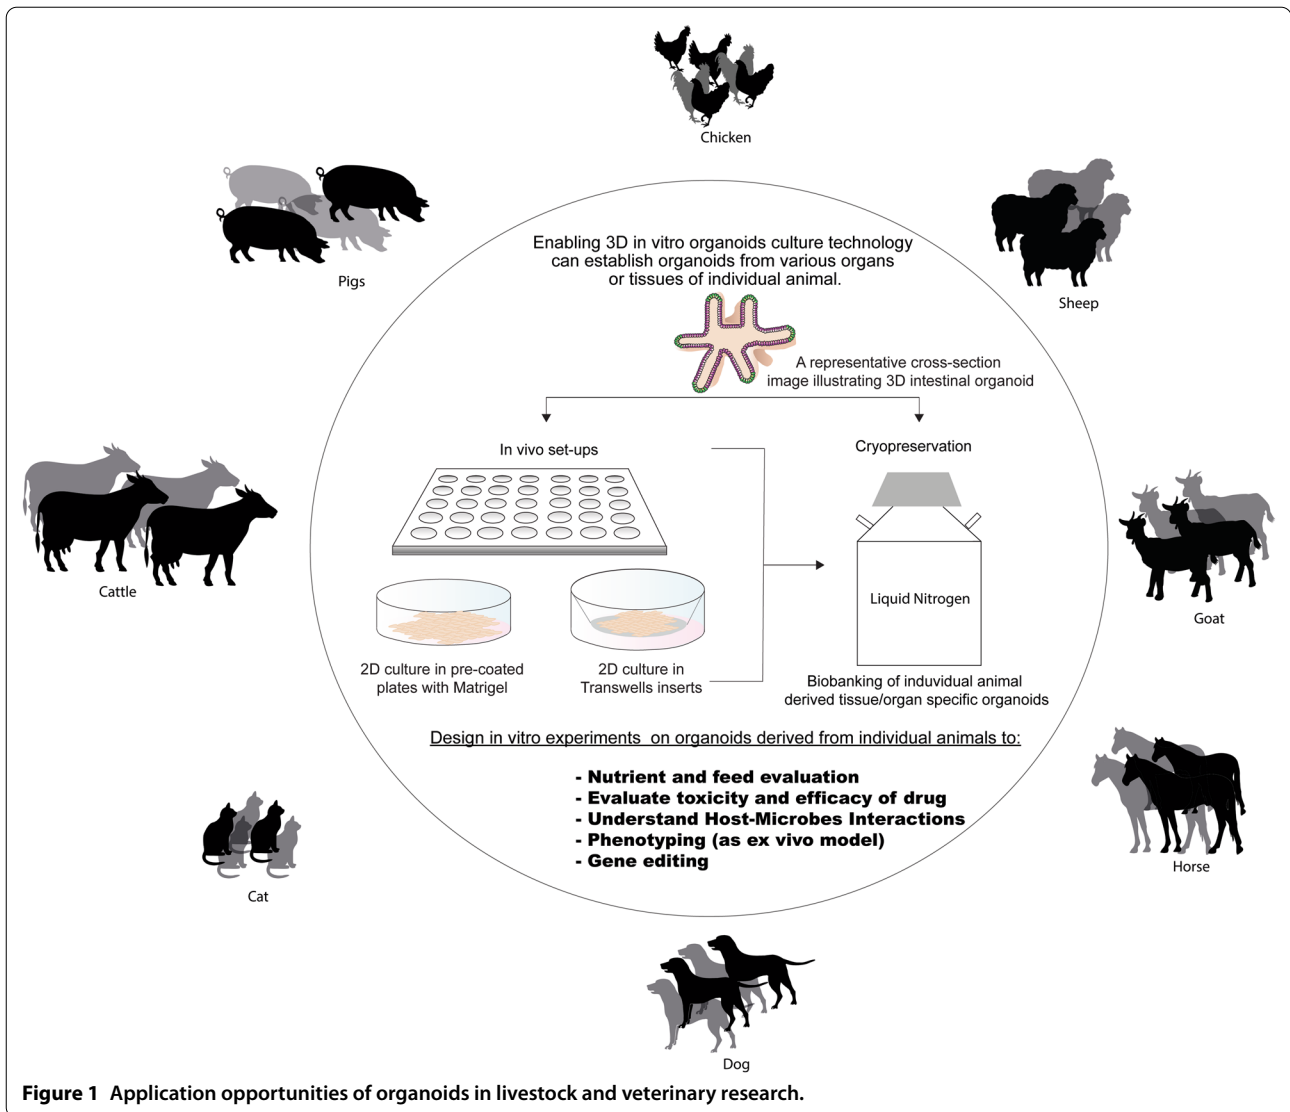 Chicken
Pigs
Sheep
Enabling 3D in vitro organoids culture technology
can establish organoids from various organs
or tissues of individual animal.
A representative cross-section
image illustrating 3D intestinal organoid
In vivo set-ups
Cryopreservation
Cattle
Liquid Nitrogen
Goat
2D culture in pre-coated
plates with Matrigel
2D culture in
Transwells inserts
Biobanking of induvidual animal
derived tissue/organ specific organoids
Design in vitro experiments on organoids derived from individual animals to:
- Nutrient and feed evaluation
- Evaluate toxicity and efficacy of drug
- Understand Host-Microbes Interactions
- Phenotyping (as ex vivo model)
- Gene editing
Horse
Cat
Dog
Figure 1 Application opportunities of organoids in livestock and veterinary research.